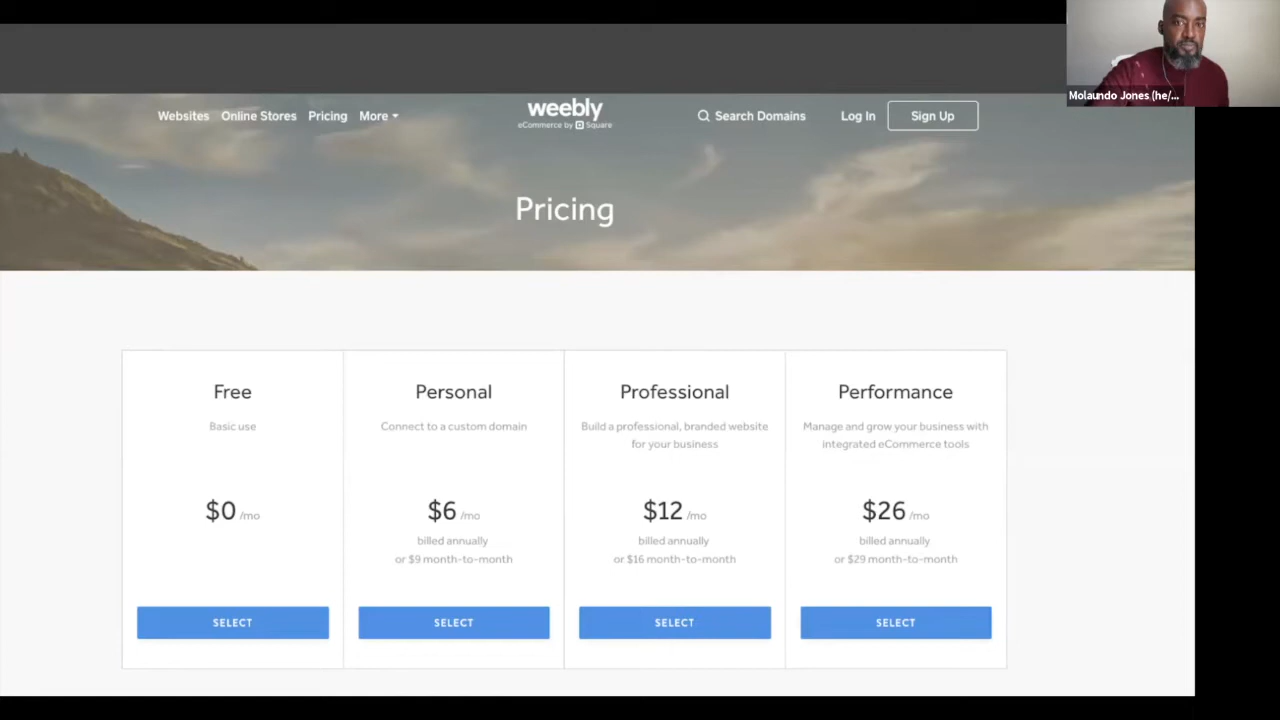 Molaundo Jones (he/...
Websites Online Stores Pricing More
weebly
eCommerce by Square
Search Domains
Log In
Sign Up
Pricing
Free
Basic use
$0 /mo
SELECT
Personal
Connect to a custom domain
$6 /mo
billed annually
or $9 month-to-month
SELECT
Professional
Build a professional, branded website
for your business
$12 /mo
billed annually
or $16 month-to-month
SELECT
Performance
Manage and grow your business with
integrated eCommerce tools
$26 /mo
billed annually
or $29 month-to-month
SELECT